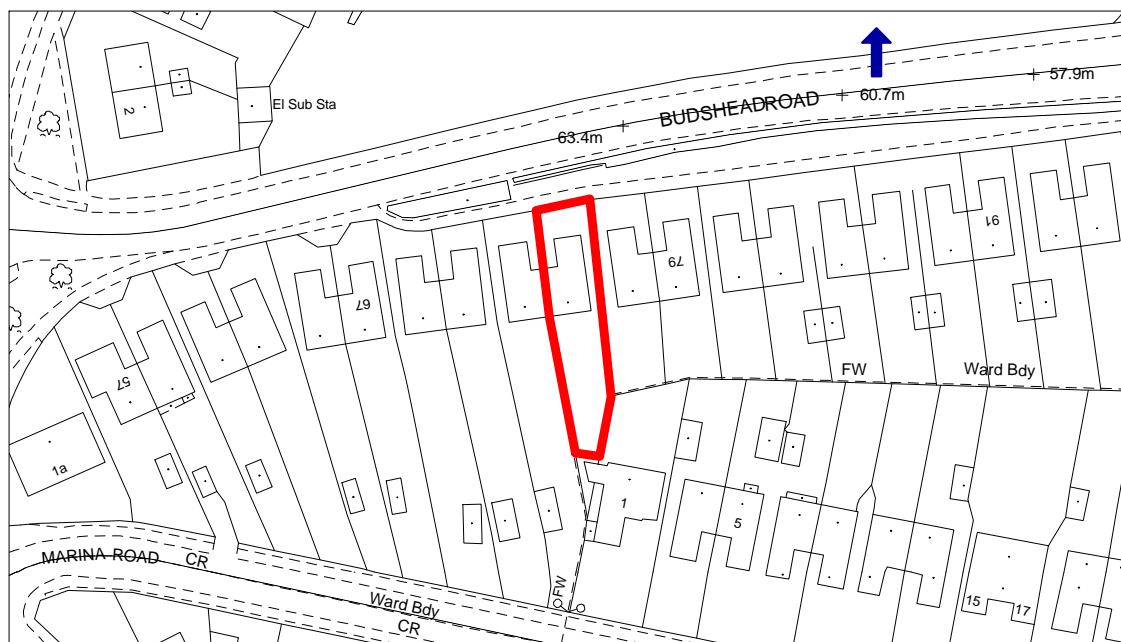 57.9m
60.7m
BUDSHEADROAD
63.4m
El Sub Sta
2
91
79
67
57
FW
Ward Bdy
1a
1
5
15
17
MARINA ROAD
CR
FW
Ward Bdy
CR